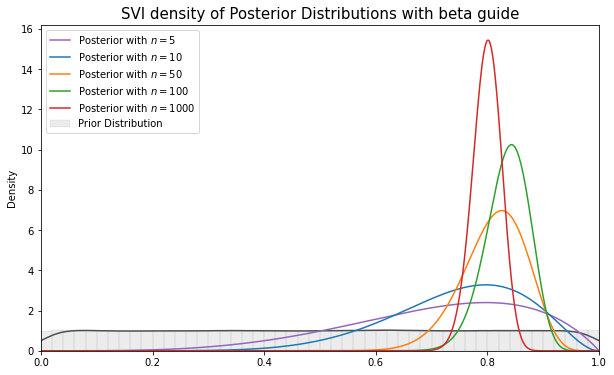 SVI density of Posterior Distributions with beta guide
Density
16
14
12
10
8
6
4
2
0
Posterior with n = 5
Posterior with n = 10
Posterior with n = 50
Posterior with n = 100
Posterior with n = 1000
Prior Distribution
0.0 0.2 0.4 0.6 0.8 1.0